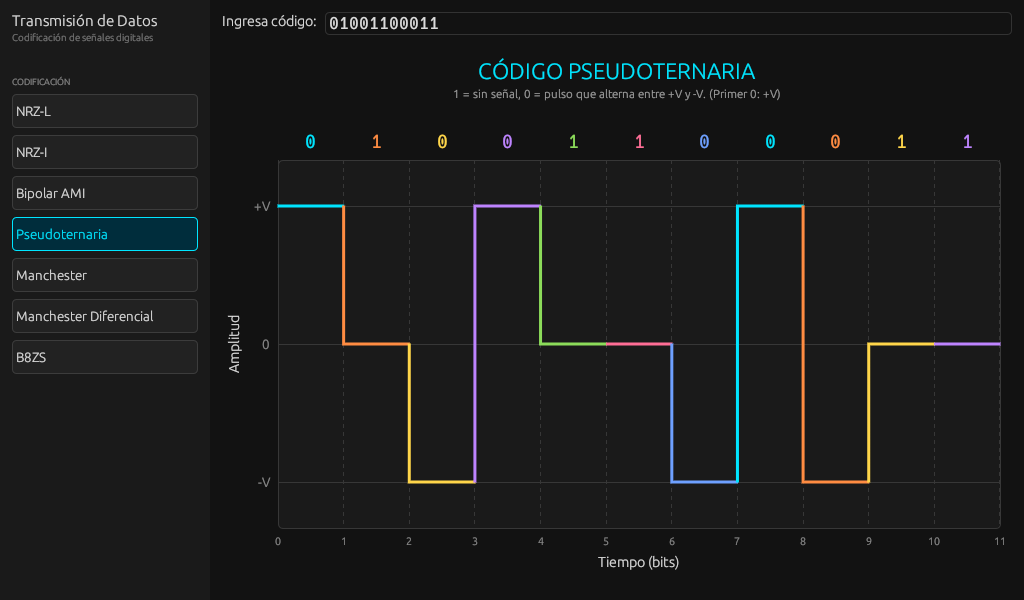 Transmisión de Datos
Codificación de señales digitales
CODIFICACIÓN
NRZ-L
NRZ-I
Bipolar AMI
Pseudoternaria
Manchester
Manchester Diferencial
B8ZS
Ingresa código: 01001100011
CÓDIGO PSEUDOTERNARIA
1 = sin señal, 0 = pulso que alterna entre +V y -V. (Primer 0: +V)
0 1 0 0 1 1 0 0 0 1 1
+V
0
-V
Amplitud
0 1 2 3 4 5 6 7 8 9 10 11
Tiempo (bits)